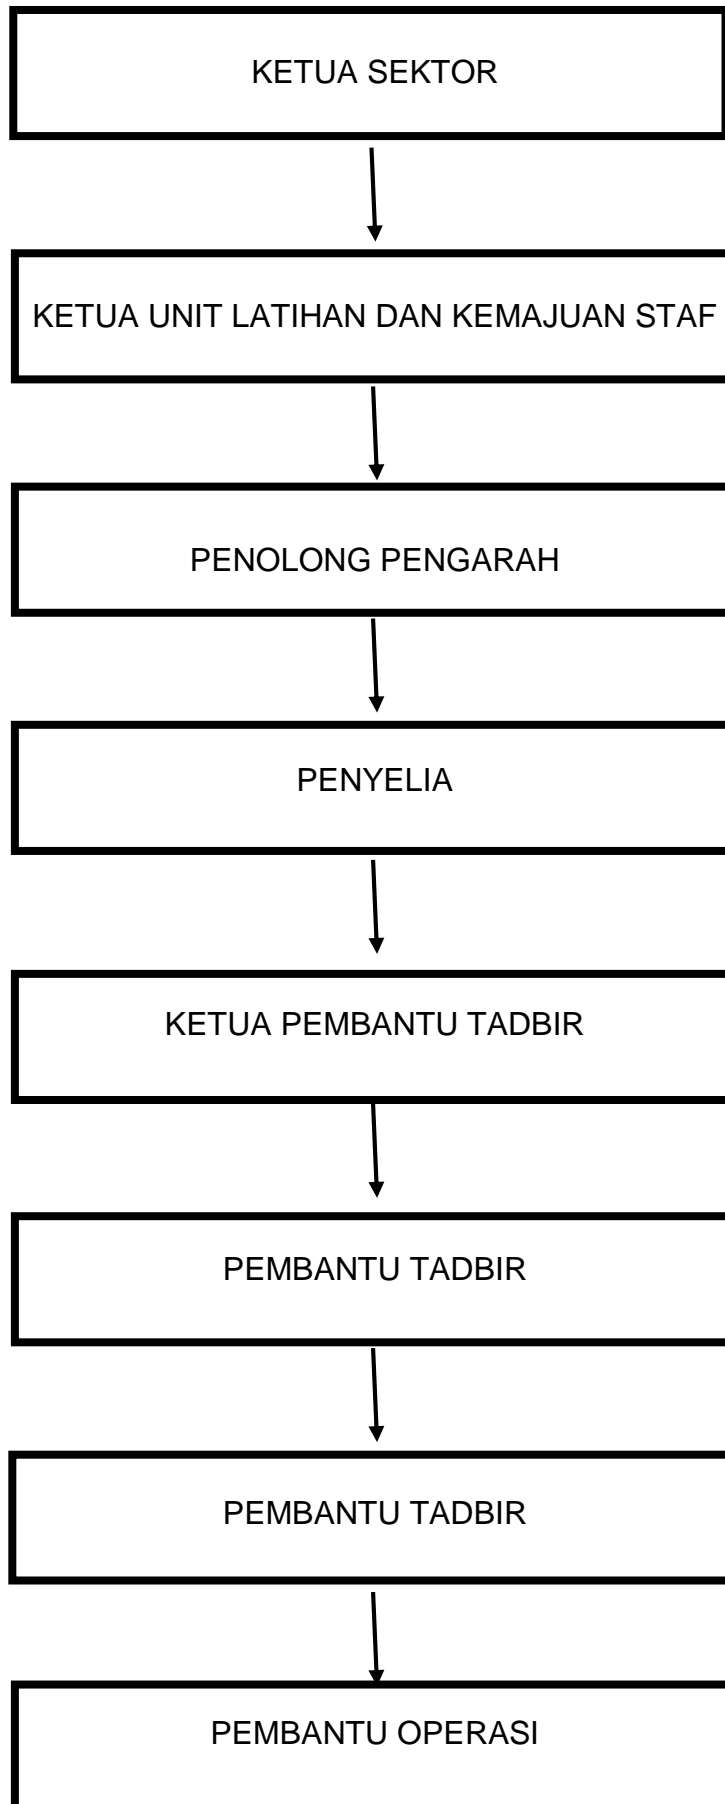 KETUA SEKTOR
KETUA UNIT LATIHAN DAN KEMAJUAN STAF
PENOLONG PENGARAH
PENYELIA
KETUA PEMBANTU TADBIR
PEMBANTU TADBIR
PEMBANTU TADBIR
PEMBANTU OPERASI